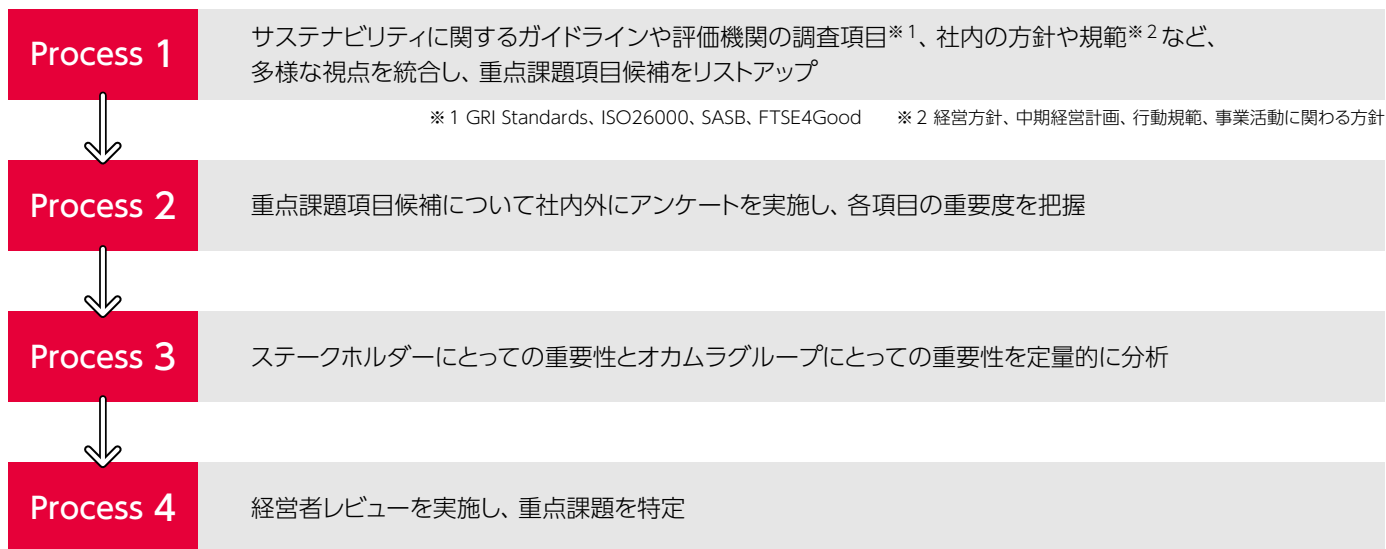 Process 1
サステナビリティに関するガイドラインや評価機関の調査項目※1、社内の方針や規範※2など、
多様な視点を統合し、重点課題項目候補をリストアップ
※1 GRI Standards、ISO26000、SASB、FTSE4Good ※2 経営方針、中期経営計画、行動規範、事業活動に関わる方針
Process 2
重点課題項目候補について社内外にアンケートを実施し、各項目の重要度を把握
Process 3
ステークホルダーにとっての重要性とオカムラグループにとっての重要性を定量的に分析
Process 4
経営者レビューを実施し、重点課題を特定